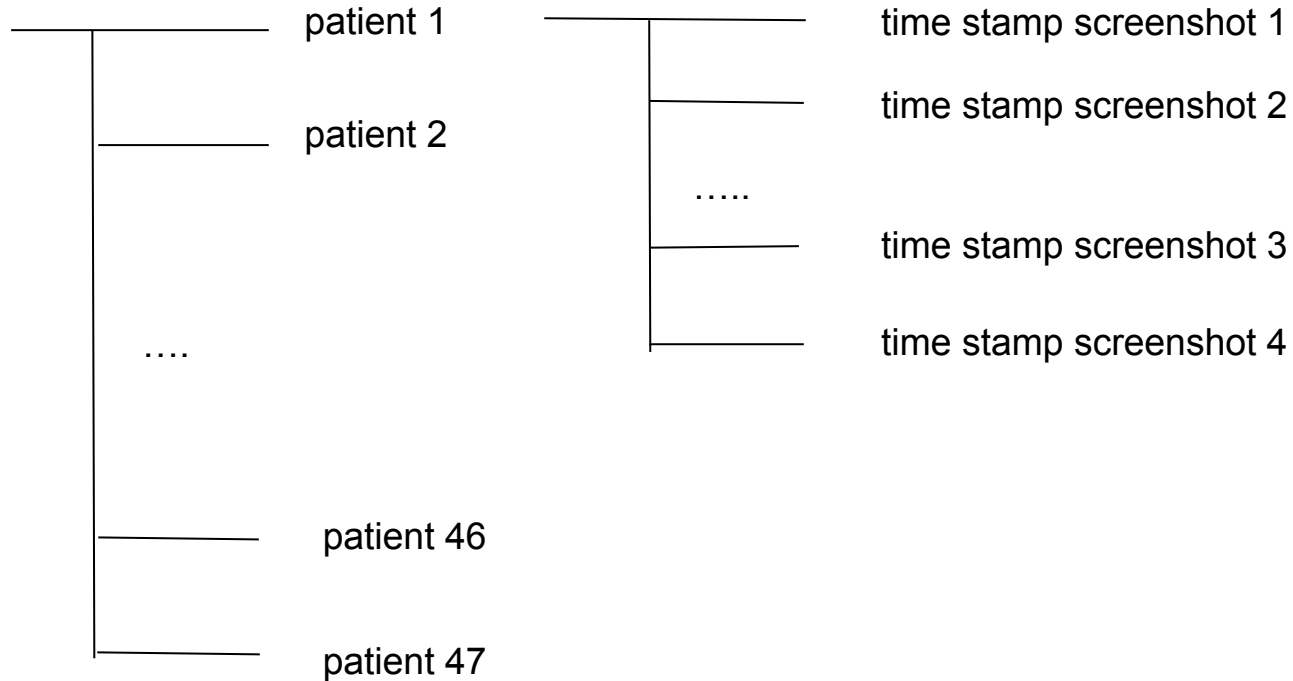 patient 1
patient 2
….
patient 46
patient 47
time stamp screenshot 1
time stamp screenshot 2
…..
time stamp screenshot 3
time stamp screenshot 4